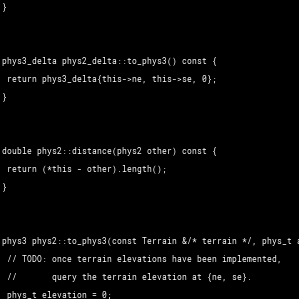 }
phys3_delta phys2_delta::to_phys3() const {
return phys3_delta{this->ne, this->se, 0};
}
double phys2::distance(phys2 other) const {
return (*this - other).length();
}
phys3 phys2::to_phys3(const Terrain &/* terrain */, phys_t
// TODO: once terrain elevations have been implemented,
// query the terrain elevation at {ne, se}.
phys_t elevation = 0;